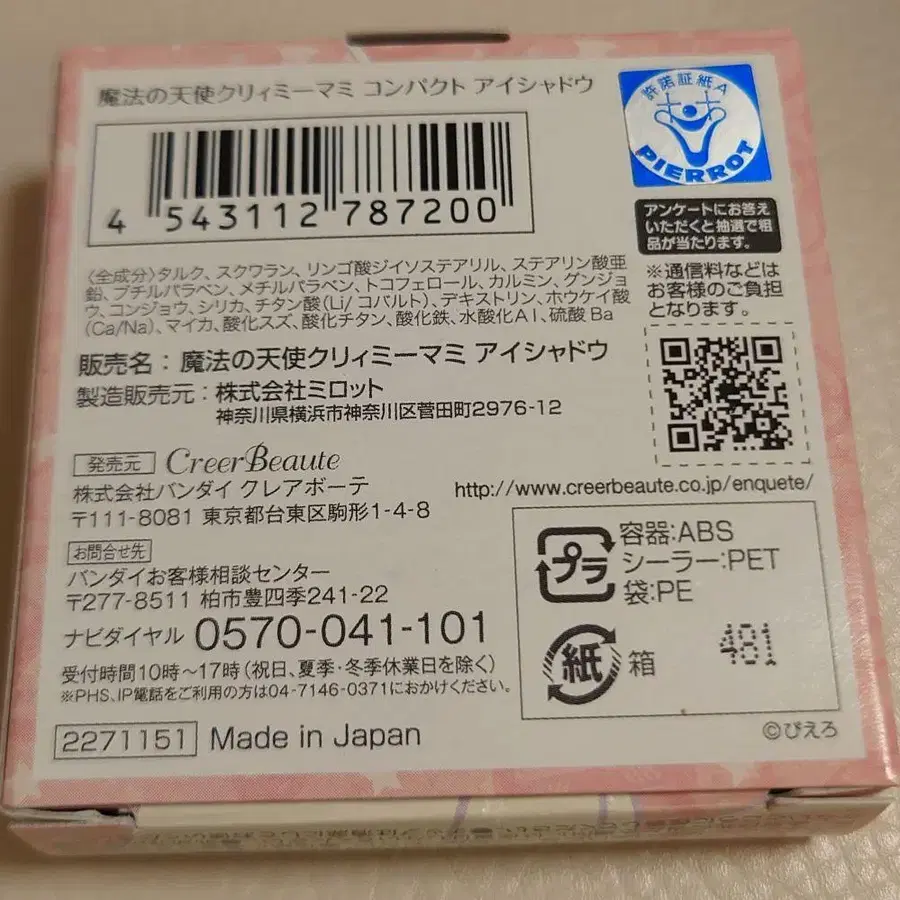 魔法の天使クリィミーマミ コンパクト アイシャドウ
4 543112 787200
許諾証紙A
PIERROT
アンケートにお答え
いただくと抽選で粗
品が当たります。
※通信料などは
お客様のご負担
となります。
〈全成分〉タルク、スクワラン、リンゴ酸ジイソステアリル、ステアリン酸亜
鉛、ブチルパラベン、メチルパラベン、トコフェロール、カルミン、グンジョ
ウ、コンジョウ、シリカ、チタン酸(Li/ コバルト)、デキストリン、ホウケイ酸
(Ca/Na)、マイカ、酸化スズ、酸化チタン、酸化鉄、水酸化Al、硫酸 Ba
販売名：魔法の天使クリィミーマミ アイシャドウ
製造販売元：株式会社ミロット
神奈川県横浜市神奈川区菅田町2976-12
発売元 CreerBeaute
株式会社バンダイ クレアボーテ
〒111-8081 東京都台東区駒形1-4-8
http://www.creerbeaute.co.jp/enquete/
お問合せ先
バンダイお客様相談センター
〒277-8511 柏市豊四季241-22
ナビダイヤル 0570-041-101
受付時間10時～17時(祝日、夏季・冬季休業日を除く)
※PHS、IP電話をご利用の方は04-7146-0371におかけください。
2271151 Made in Japan
プラ
容器:ABS
シーラー:PET
袋:PE
紙 箱
481
©ぴえろ